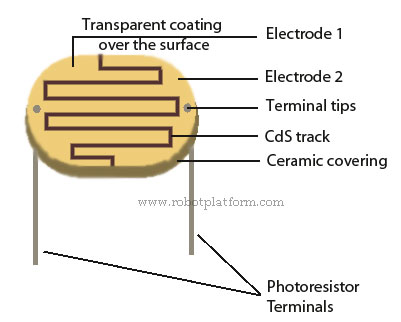 Transparent coating
over the surface
Electrode 1
Electrode 2
Terminal tips
CdS track
Ceramic covering
www.robotplatform.com
Photoresistor
Terminals